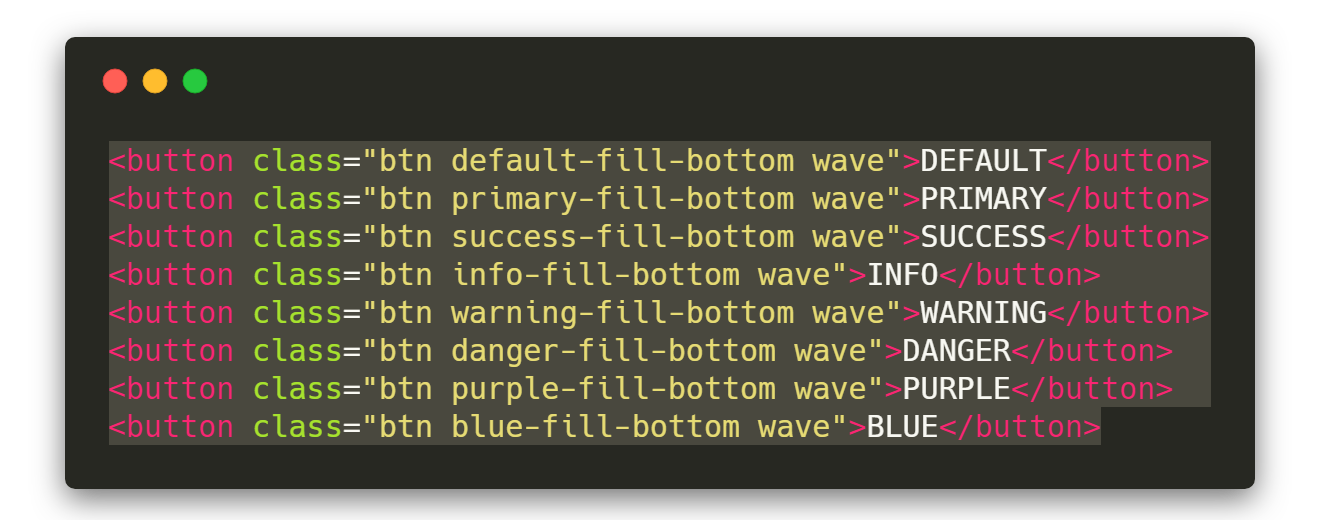 <button class="btn default-fill-bottom wave">DEFAULT</button>
<button class="btn primary-fill-bottom wave">PRIMARY</button>
<button class="btn success-fill-bottom wave">SUCCESS</button>
<button class="btn info-fill-bottom wave">INFO</button>
<button class="btn warning-fill-bottom wave">WARNING</button>
<button class="btn danger-fill-bottom wave">DANGER</button>
<button class="btn purple-fill-bottom wave">PURPLE</button>
<button class="btn blue-fill-bottom wave">BLUE</button>